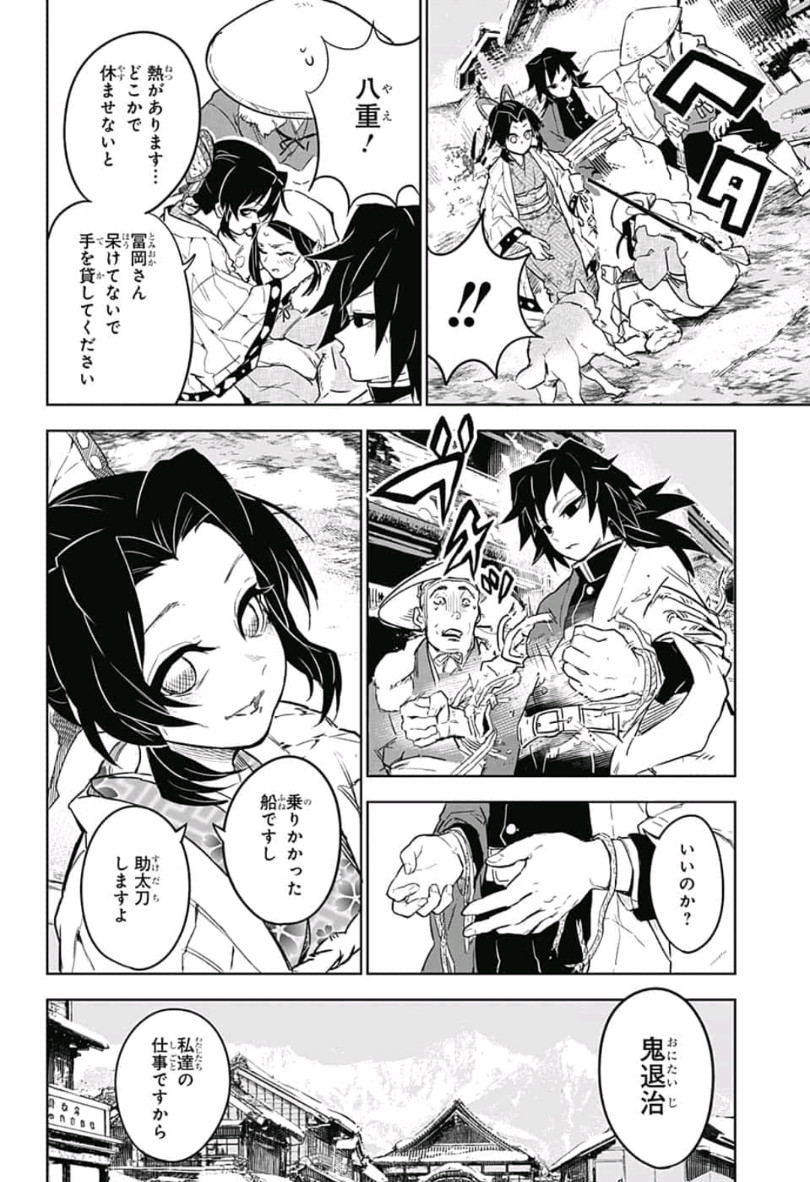 ドサッ
!!
八重!
熱があります…
どこかで
休ませないと
冨岡さん
呆けてないで
手を貸してください
いいのか?
乗りかかった
船ですし
助太刀
しますよ
鬼退治
私達の
仕事ですから